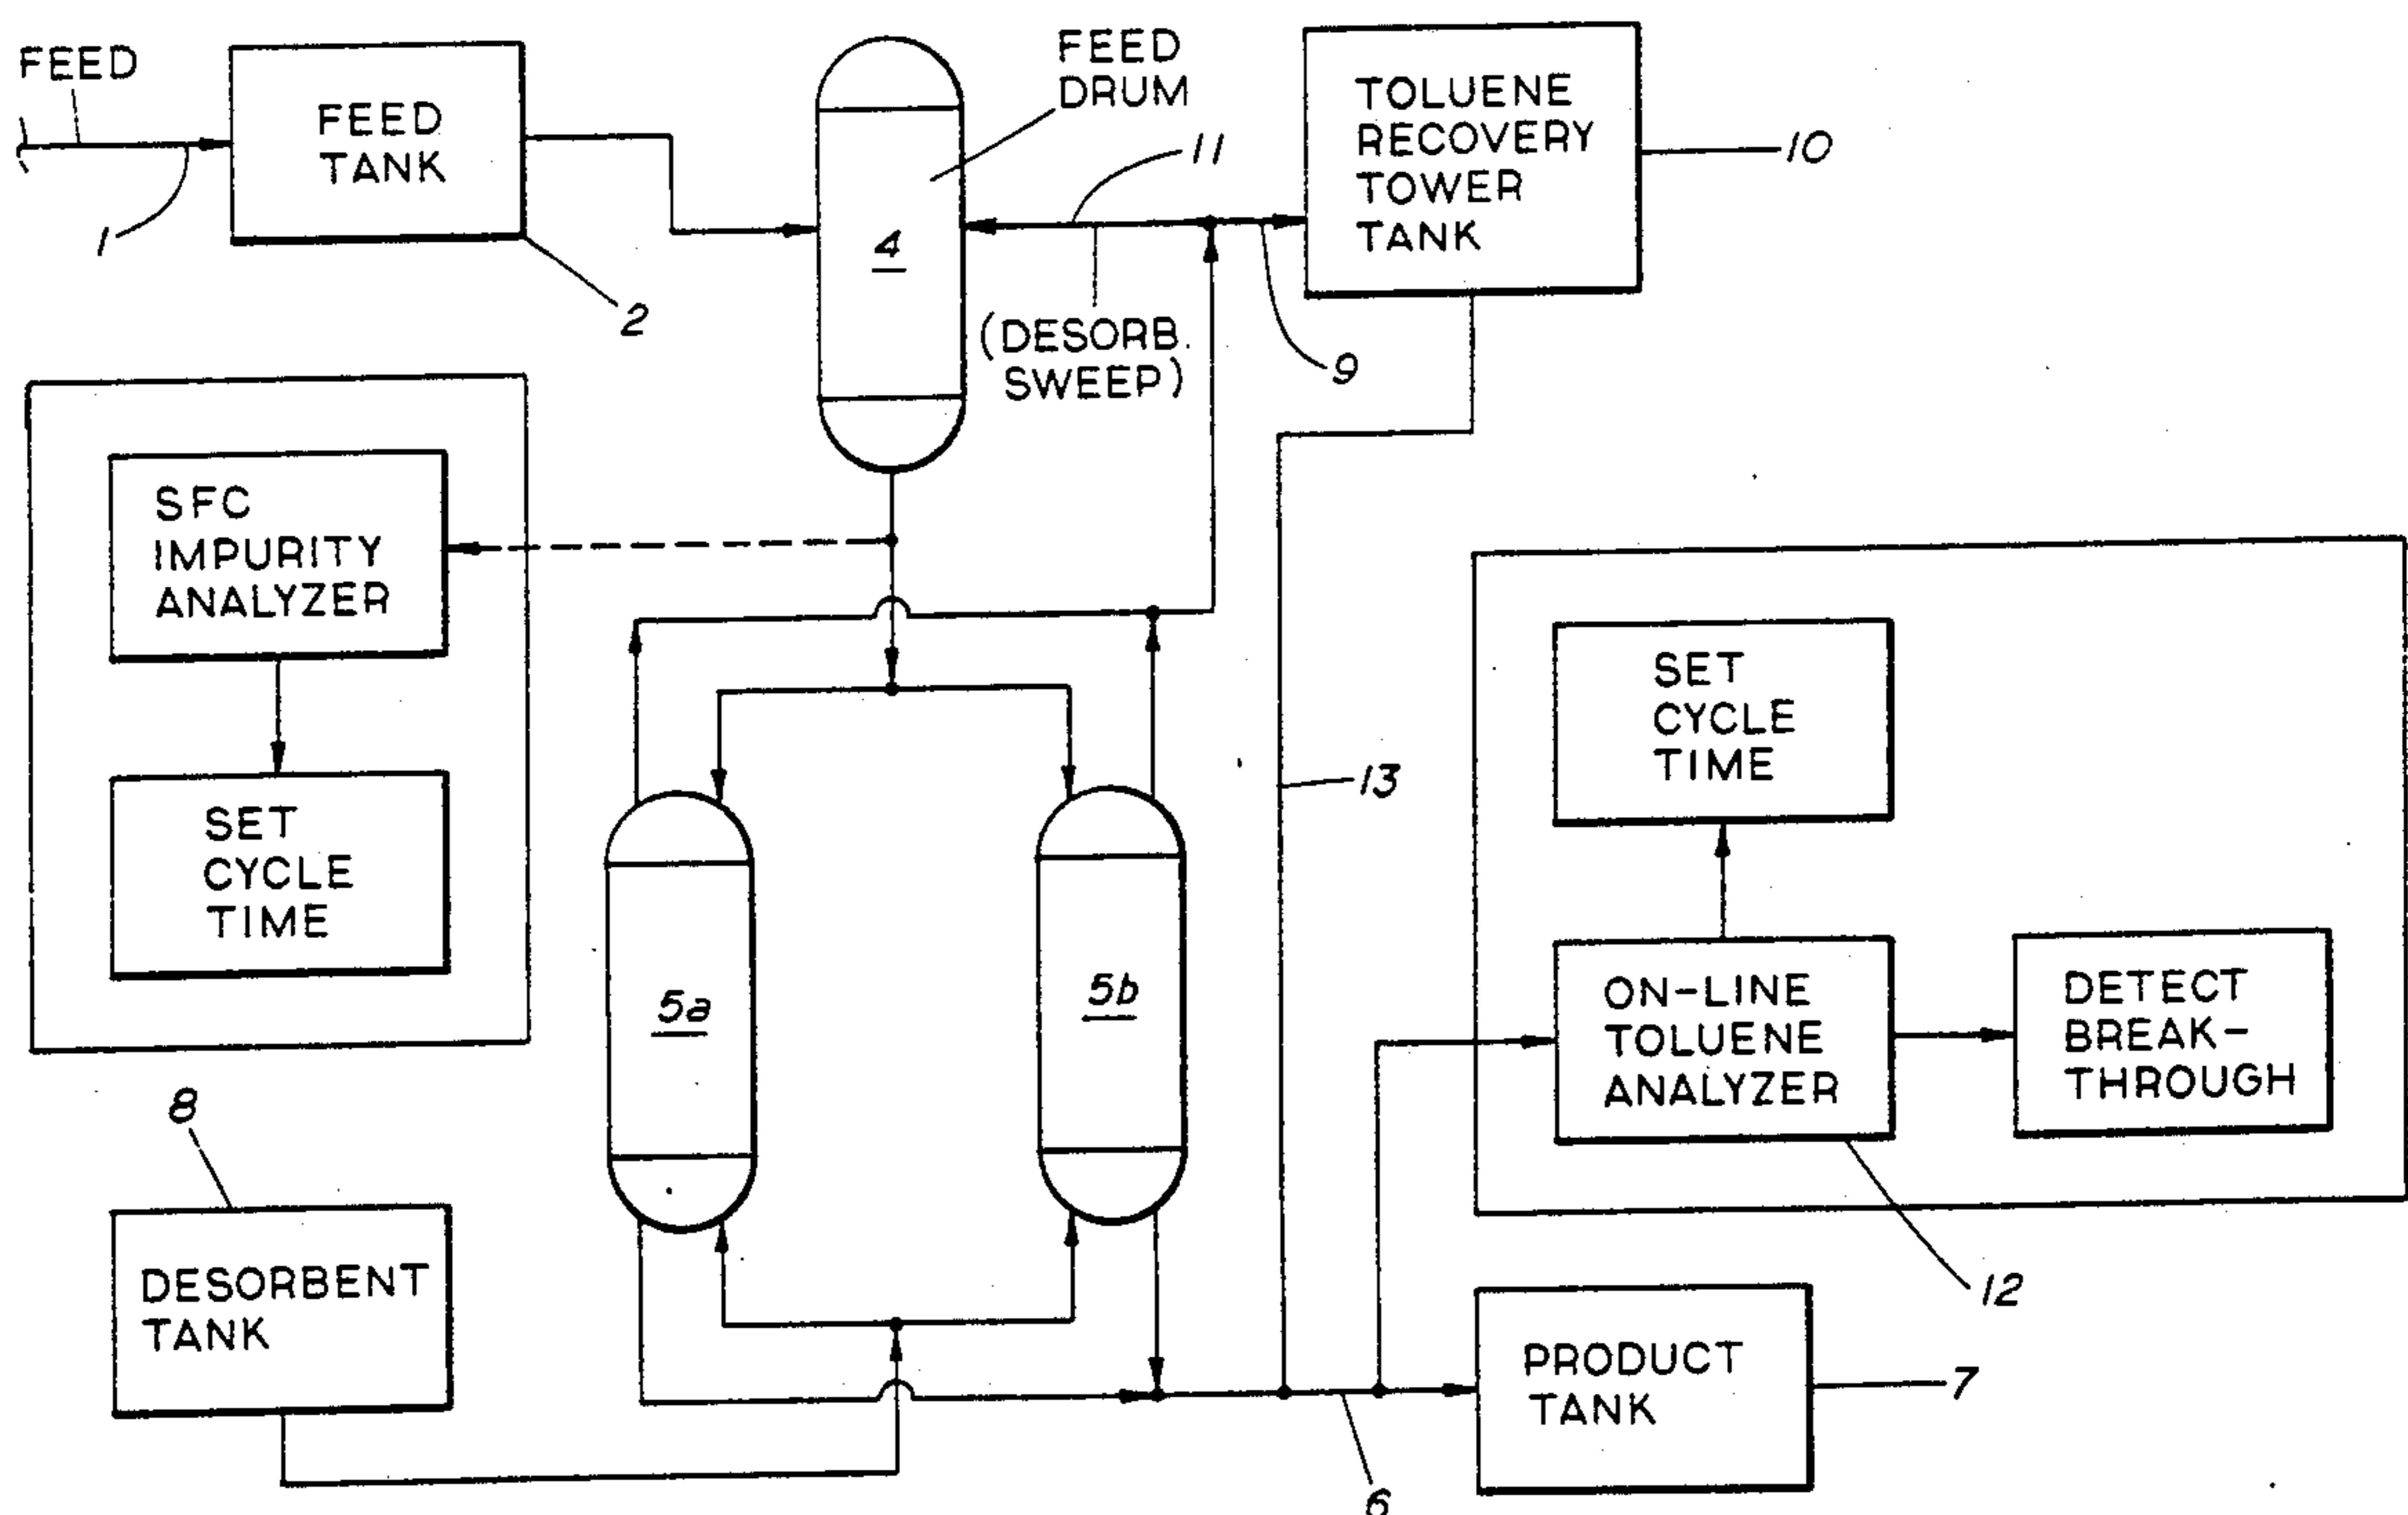 FEED
1
FEED
TANK
2
FEED
DRUM
4
11
(DESORB.
SWEEP)
9
TOLUENE
RECOVERY
TOWER
TANK
10
SFC
IMPURITY
ANALYZER
SET
CYCLE
TIME
5a
5b
13
SET
CYCLE
TIME
ON-LINE
TOLUENE
ANALYZER
DETECT
BREAK-
THROUGH
12
8
DESORBENT
TANK
6
PRODUCT
TANK
7